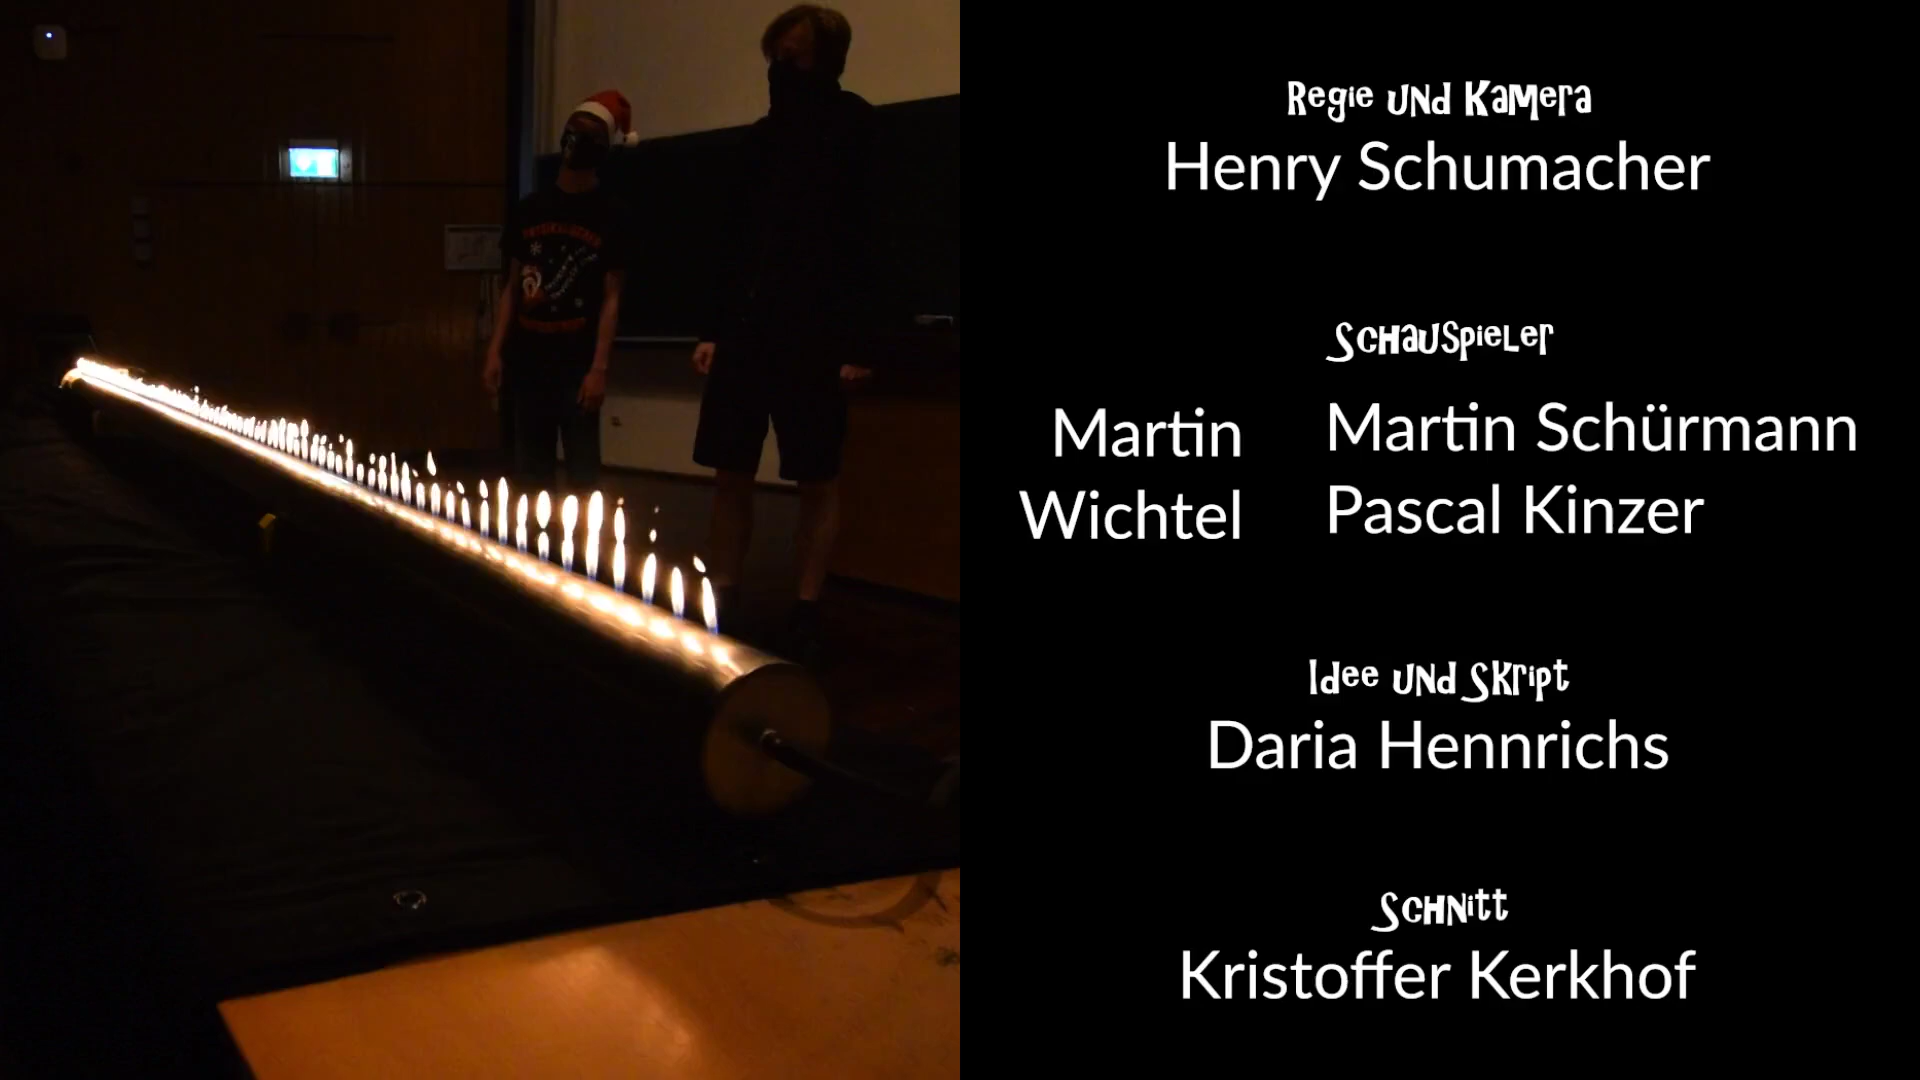 Regie und Kamera
Henry Schumacher
Schauspieler
Martin Martin Schürmann
Wichtel Pascal Kinzer
Idee und Skript
Daria Hennrichs
Schnitt
Kristoffer Kerkhof